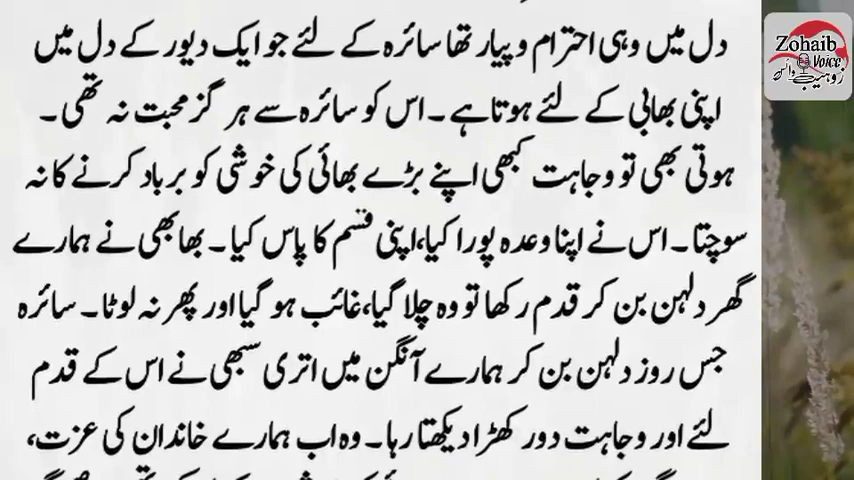 دل میں وہی احترام و پیار تھا سائرہ کے لئے جو ایک دیور کے دل میں
اپنی بھابی کے لئے ہوتا ہے۔ اس کو سائرہ سے ہر گز محبت نہ تھی۔
ہوتی بھی تو وجاہت کبھی اپنے بڑے بھائی کی خوشی کو برباد کرنے کا نہ
سوچتا۔ اس نے اپنا وعدہ پورا کیا، اپنی قسم کا پاس کیا۔ بھابھی نے ہمارے
گھر دلہن بن کر قدم رکھا تو وہ چلا گیا، غائب ہو گیا اور پھر نہ لوٹا۔ سائرہ
جس روز دلہن بن کر ہمارے آنگن میں اتری سبھی نے اس کے قدم
لئے اور وجاہت دور کھڑا دیکھتا رہا۔ وہ اب ہمارے خاندان کی عزت،
Zohaib
Voice
زوہیب وائس